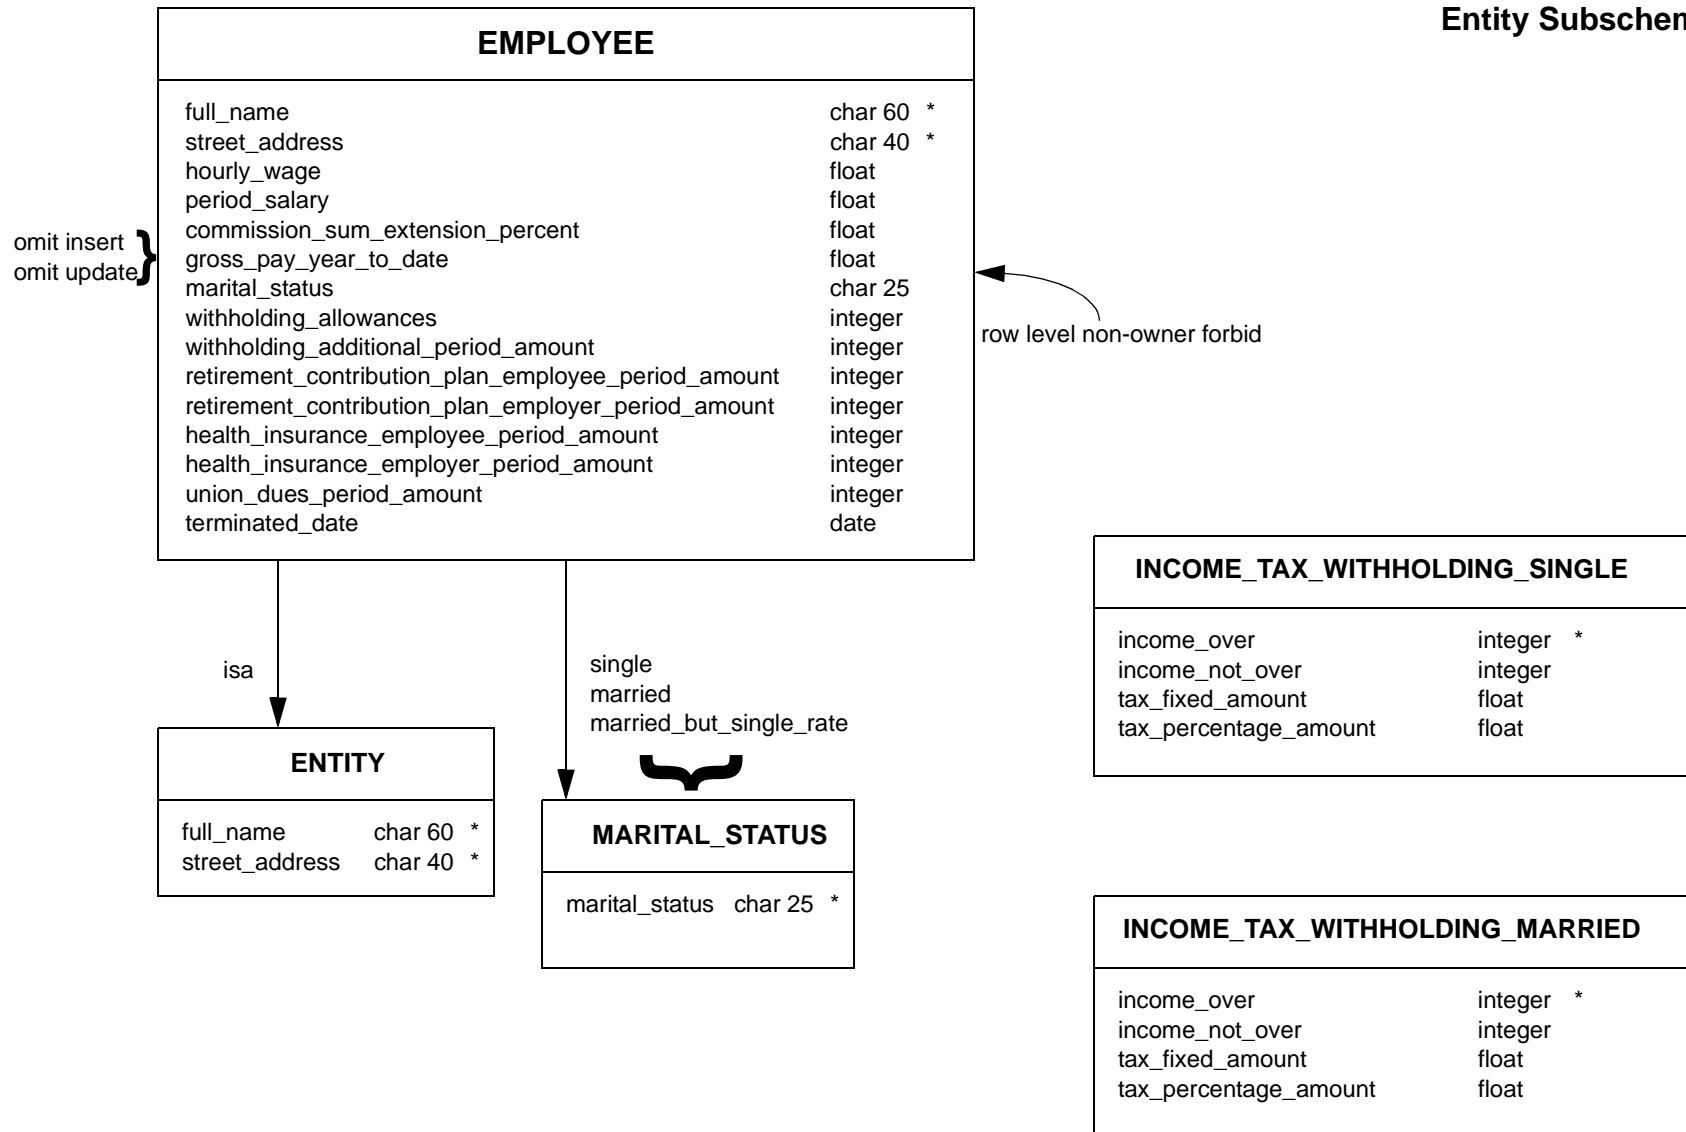 Entity Subschem
EMPLOYEE
full_name char 60 *
street_address char 40 *
hourly_wage float
period_salary float
commission_sum_extension_percent float
gross_pay_year_to_date float
marital_status char 25
withholding_allowances integer
withholding_additional_period_amount integer
retirement_contribution_plan_employee_period_amount integer
retirement_contribution_plan_employer_period_amount integer
health_insurance_employee_period_amount integer
health_insurance_employer_period_amount integer
union_dues_period_amount integer
terminated_date date
omit insert }
omit update
row level non-owner forbid
isa
single
married
married_but_single_rate
}
ENTITY
full_name char 60 *
street_address char 40 *
MARITAL_STATUS
marital_status char 25 *
INCOME_TAX_WITHHOLDING_SINGLE
income_over integer *
income_not_over integer
tax_fixed_amount float
tax_percentage_amount float
INCOME_TAX_WITHHOLDING_MARRIED
income_over integer *
income_not_over integer
tax_fixed_amount float
tax_percentage_amount float